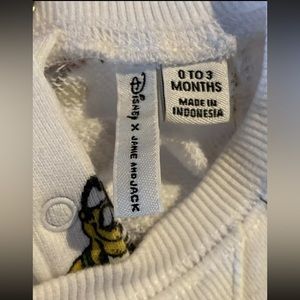 Disney X JANIE AND JACK
0 TO 3
MONTHS
MADE IN
INDONESIA